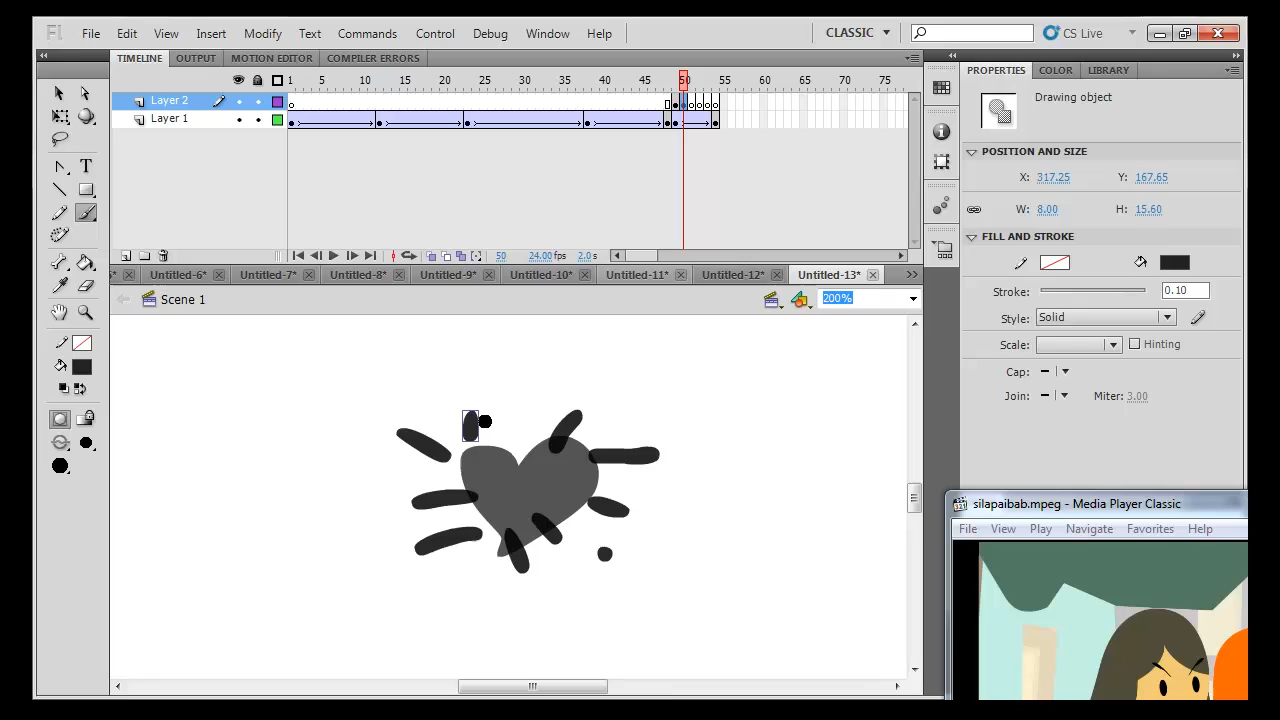 Fl File Edit View Insert Modify Text Commands Control Debug Window Help CLASSIC CS Live
TIMELINE OUTPUT MOTION EDITOR COMPILER ERRORS
1 5 10 15 20 25 30 35 40 45 50 55 60 65 70 75
Layer 2
Layer 1
50 24.00fps 2.0s
Untitled-6* Untitled-7* Untitled-8* Untitled-9* Untitled-10* Untitled-11* Untitled-12* Untitled-13*
Scene 1
200%
PROPERTIES COLOR LIBRARY
Drawing object
POSITION AND SIZE
X: 317.25 Y: 167.65
W: 8.00 H: 15.60
FILL AND STROKE
Stroke: 0.10
Style: Solid
Scale: Hinting
Cap:
Join: Miter: 3.00
silapaibab.mpeg - Media Player Classic
File View Play Navigate Favorites Help